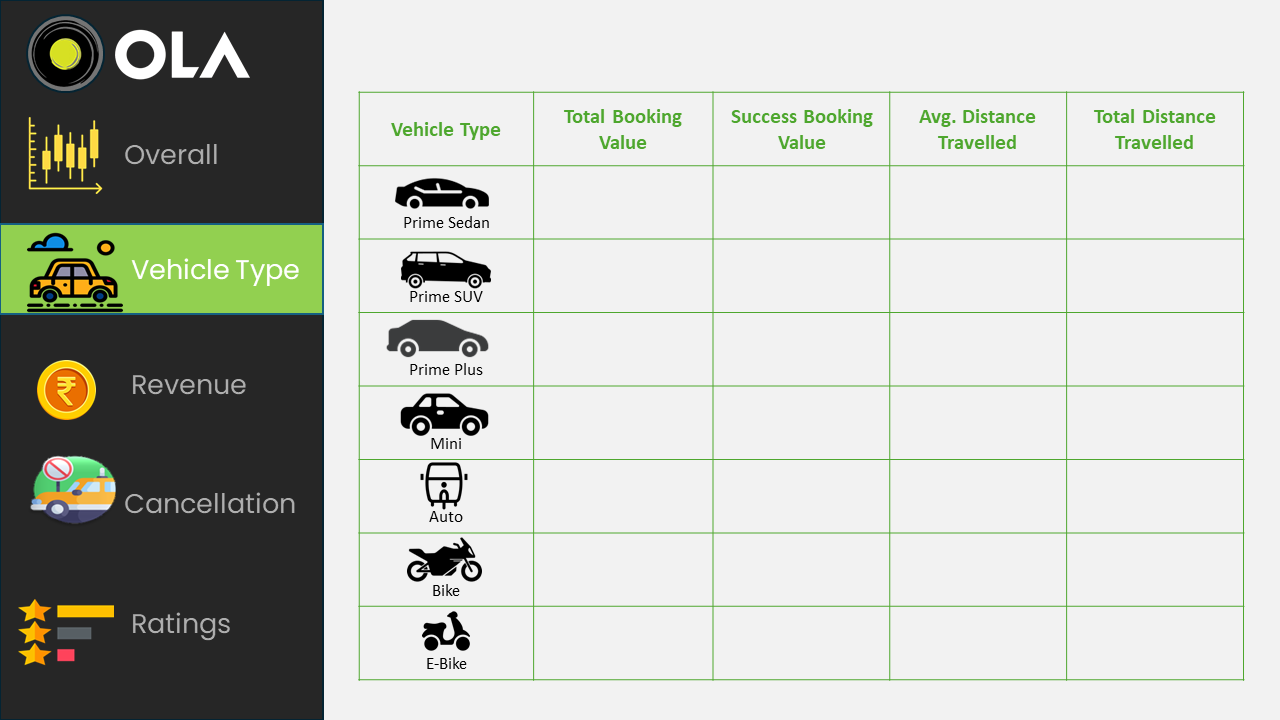 OLA
Overall
Vehicle Type
Revenue
Cancellation
Ratings
Vehicle Type
Total Booking
Value
Success Booking
Value
Avg. Distance
Travelled
Total Distance
Travelled
Prime Sedan
Prime SUV
Prime Plus
Mini
Auto
Bike
E-Bike